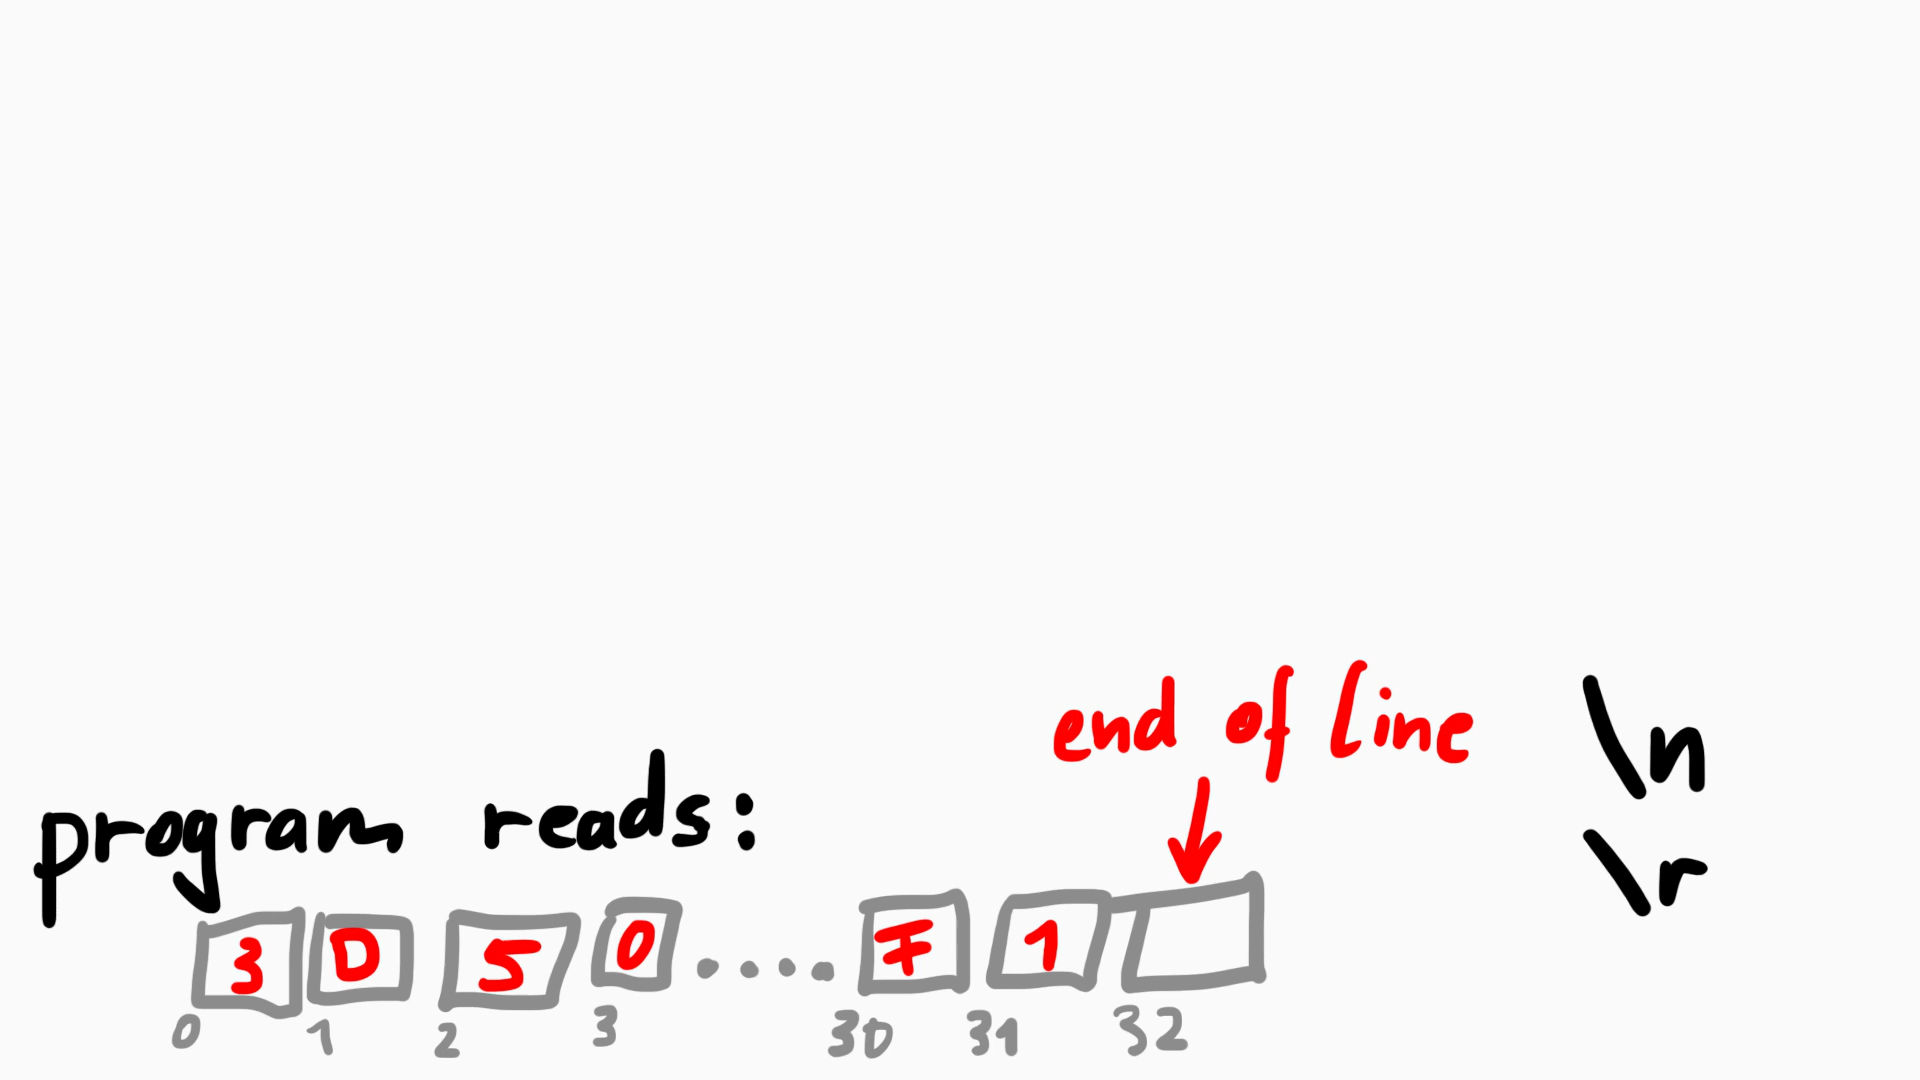 end of line \n
program reads: \r
3 D 5 0 .... F 1
0 1 2 3 30 31 32